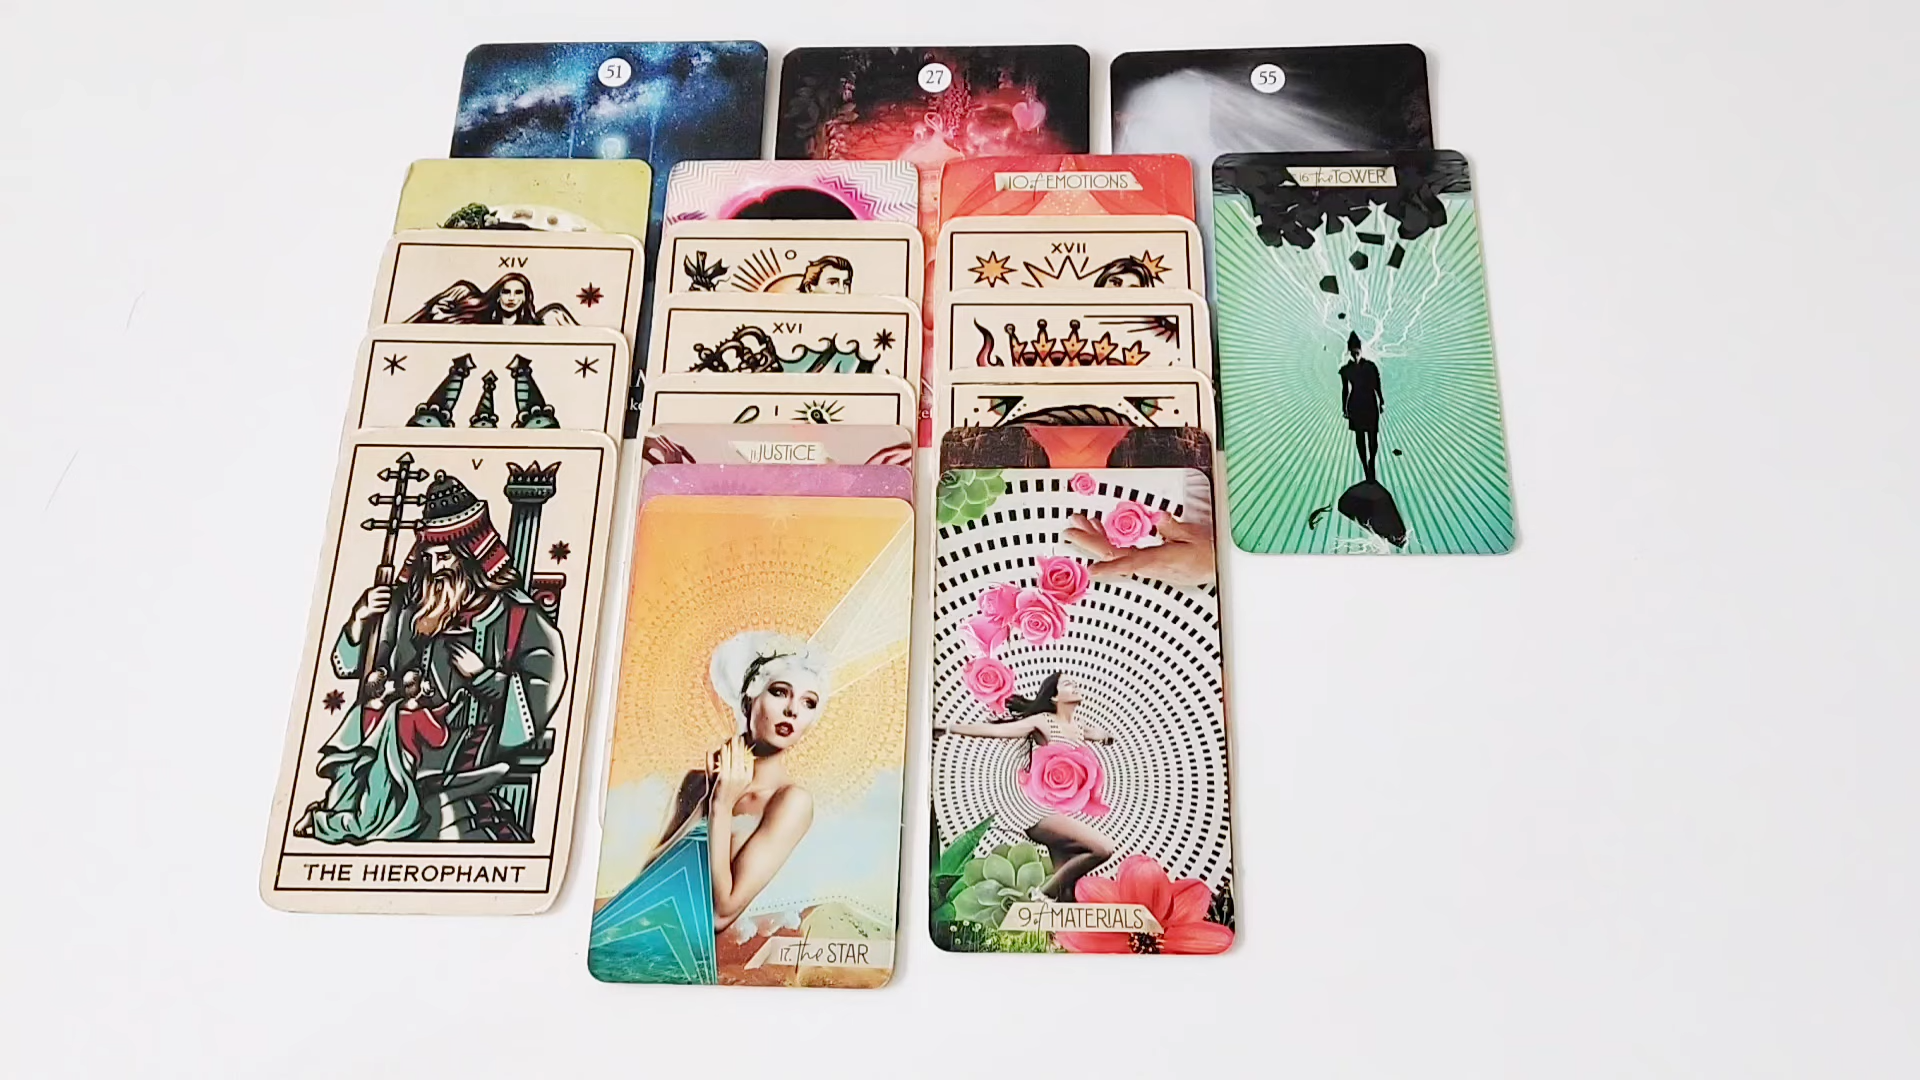 51
27
55
10 of EMOTIONS
16 the TOWER
XIV
O
XVII
XVI
I
11 JUSTICE
V
THE HIEROPHANT
17. the STAR
9 of MATERIALS